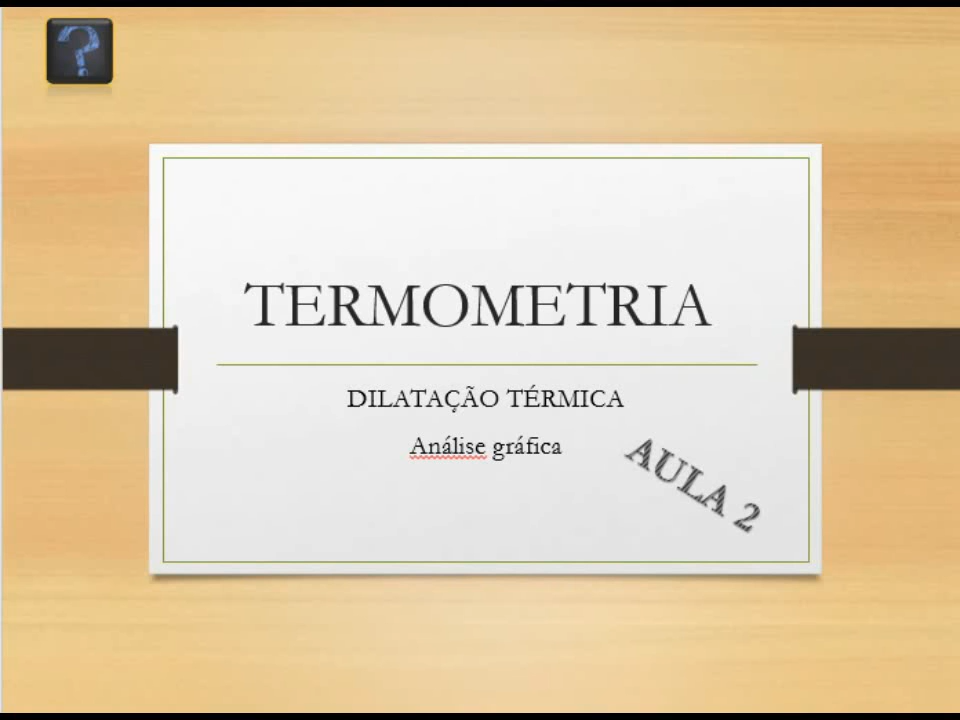 ?
TERMOMETRIA
DILATAÇÃO TÉRMICA
Análise gráfica
AULA 2